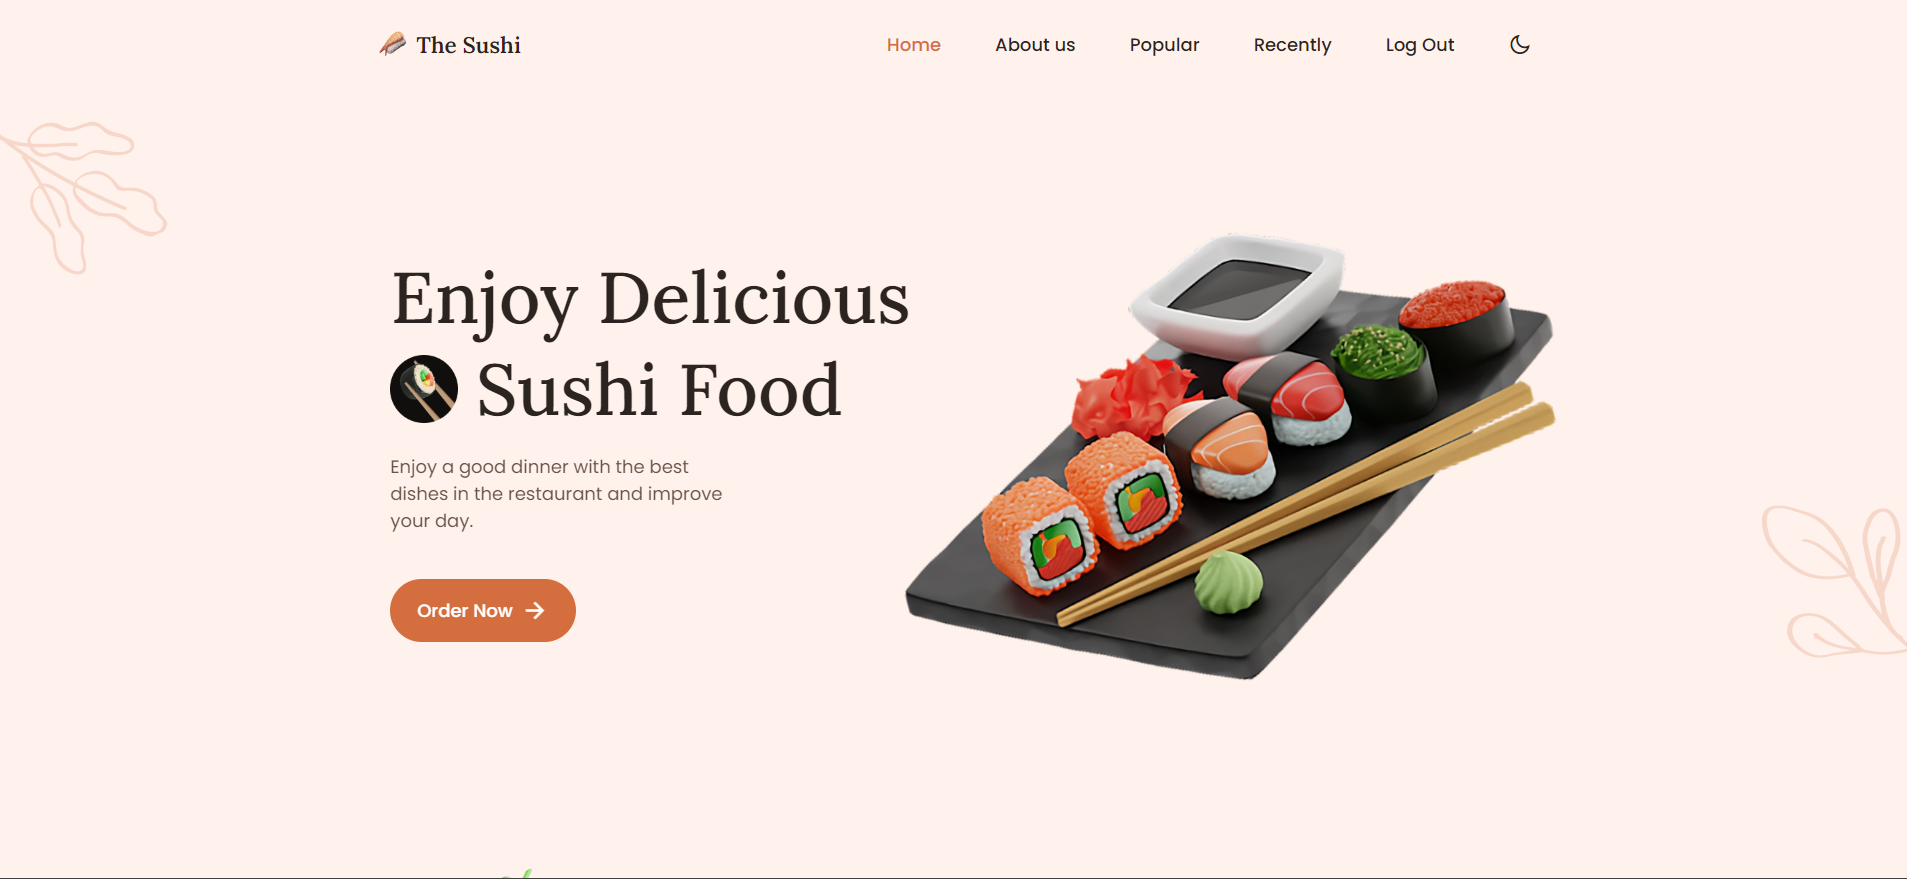 The Sushi
Home
About us
Popular
Recently
Log Out
Enjoy Delicious
Sushi Food
Enjoy a good dinner with the best
dishes in the restaurant and improve
your day.
Order Now